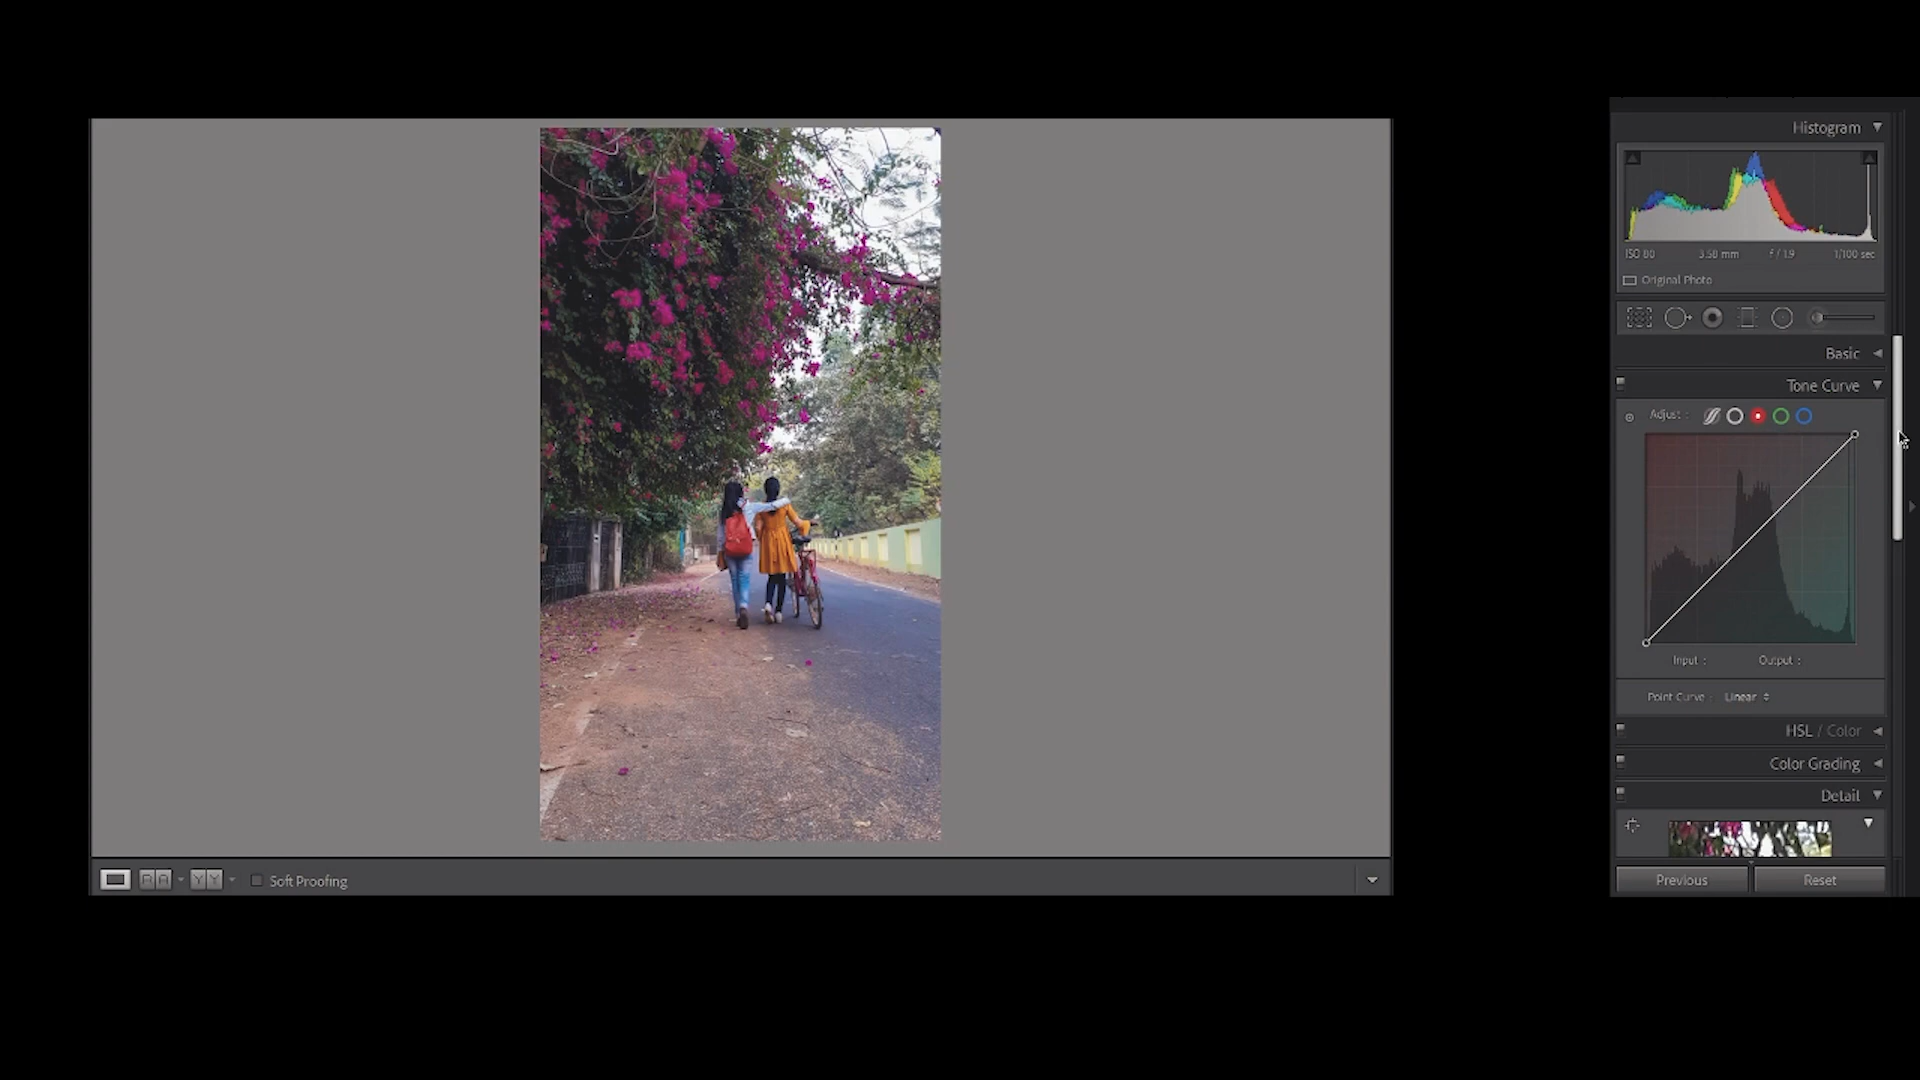 Histogram
ISO 80 3.58 mm f / 1.9 1/100 sec
Original Photo
Basic
Tone Curve
Adjust :
Input : Output :
Point Curve : Linear
HSL / Color
Color Grading
Detail
Previous Reset
R A Y Y Soft Proofing